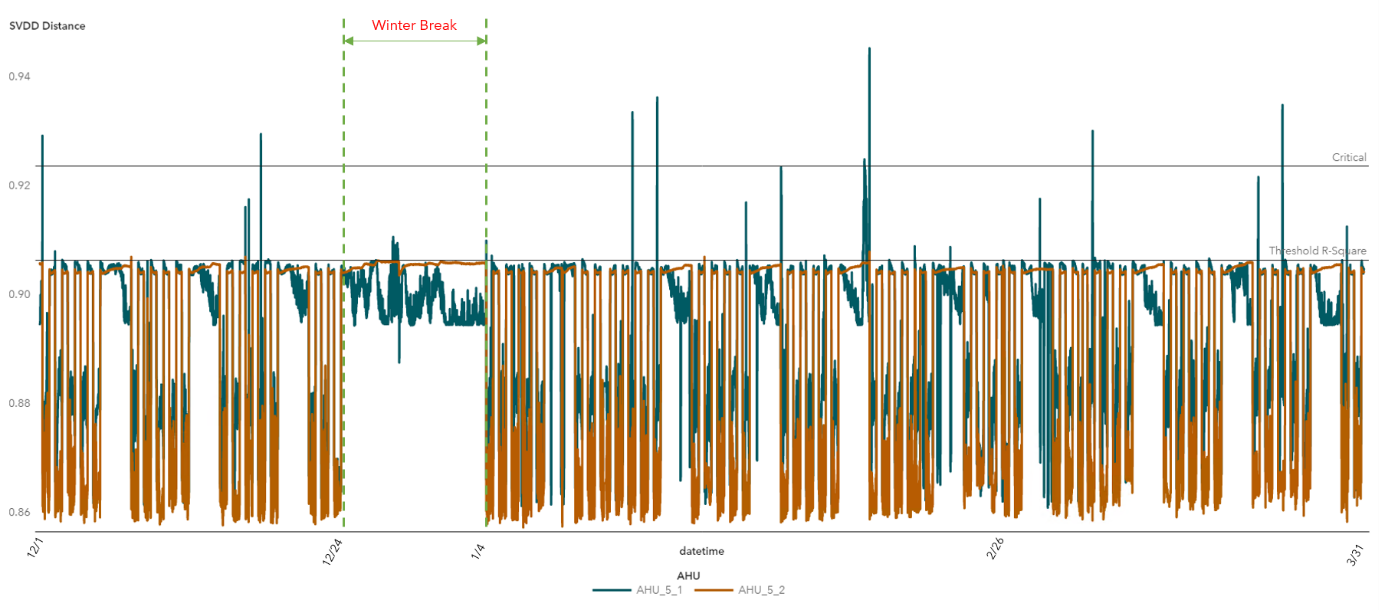 SVDD Distance
Winter Break
0.94
Critical
0.92
Threshold R-Square
0.90
0.88
0.86
12/1
12/24
1/4
datetime
2/26
3/31
AHU
AHU_5_1
AHU_5_2